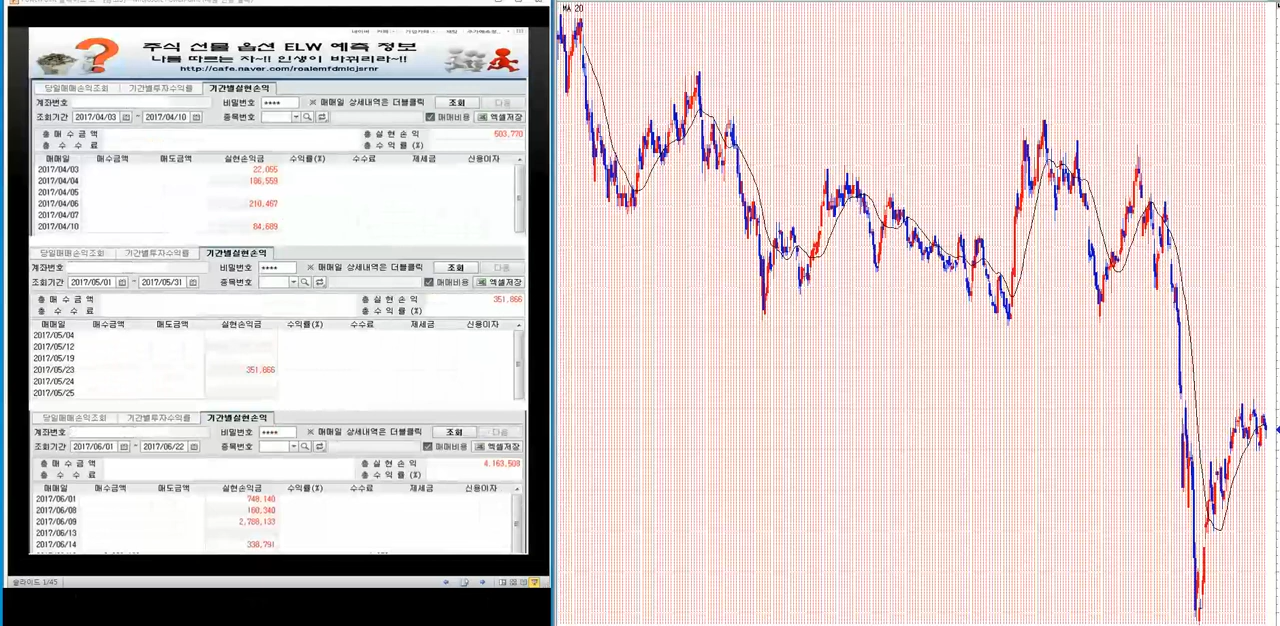 MA 20
주식 선물 옵션 ELW 예측 정보
나를 따르는 자~!! 인생이 바뀌리라~!!
http://cafe.naver.com/roalemfdmlcjsrnr
당일매매손익조회 기간별투자수익률 기간별실현손익
계좌번호 비밀번호 **** ※ 매매일 상세내역은 더블클릭 조회 다음
조회기간 2017/04/03 ~ 2017/04/10 종목번호 매매비용 엑셀저장
총매수금액 총실현손익 503,770
총수수료 총수익률(%)
매매일 매수금액 매도금액 실현손익금 수익률(%) 수수료 제세금 신용이자
2017/04/03 22,055
2017/04/04 186,559
2017/04/05
2017/04/06 210,467
2017/04/07
2017/04/10 84,689
당일매매손익조회 기간별투자수익률 기간별실현손익
계좌번호 비밀번호 **** ※ 매매일 상세내역은 더블클릭 조회 다음
조회기간 2017/05/01 ~ 2017/05/31 종목번호 매매비용 엑셀저장
총매수금액 총실현손익 351,866
총수수료 총수익률(%)
매매일 매수금액 매도금액 실현손익금 수익률(%) 수수료 제세금 신용이자
2017/05/04
2017/05/12
2017/05/19
2017/05/23 351,866
2017/05/24
2017/05/25
당일매매손익조회 기간별투자수익률 기간별실현손익
계좌번호 비밀번호 **** ※ 매매일 상세내역은 더블클릭 조회 다음
조회기간 2017/06/01 ~ 2017/06/22 종목번호 매매비용 엑셀저장
총매수금액 총실현손익 4,163,508
총수수료 총수익률(%)
매매일 매수금액 매도금액 실현손익금 수익률(%) 수수료 제세금 신용이자
2017/06/01 748,140
2017/06/08 160,340
2017/06/09 2,788,133
2017/06/13
2017/06/14 338,791
슬라이드 1/45